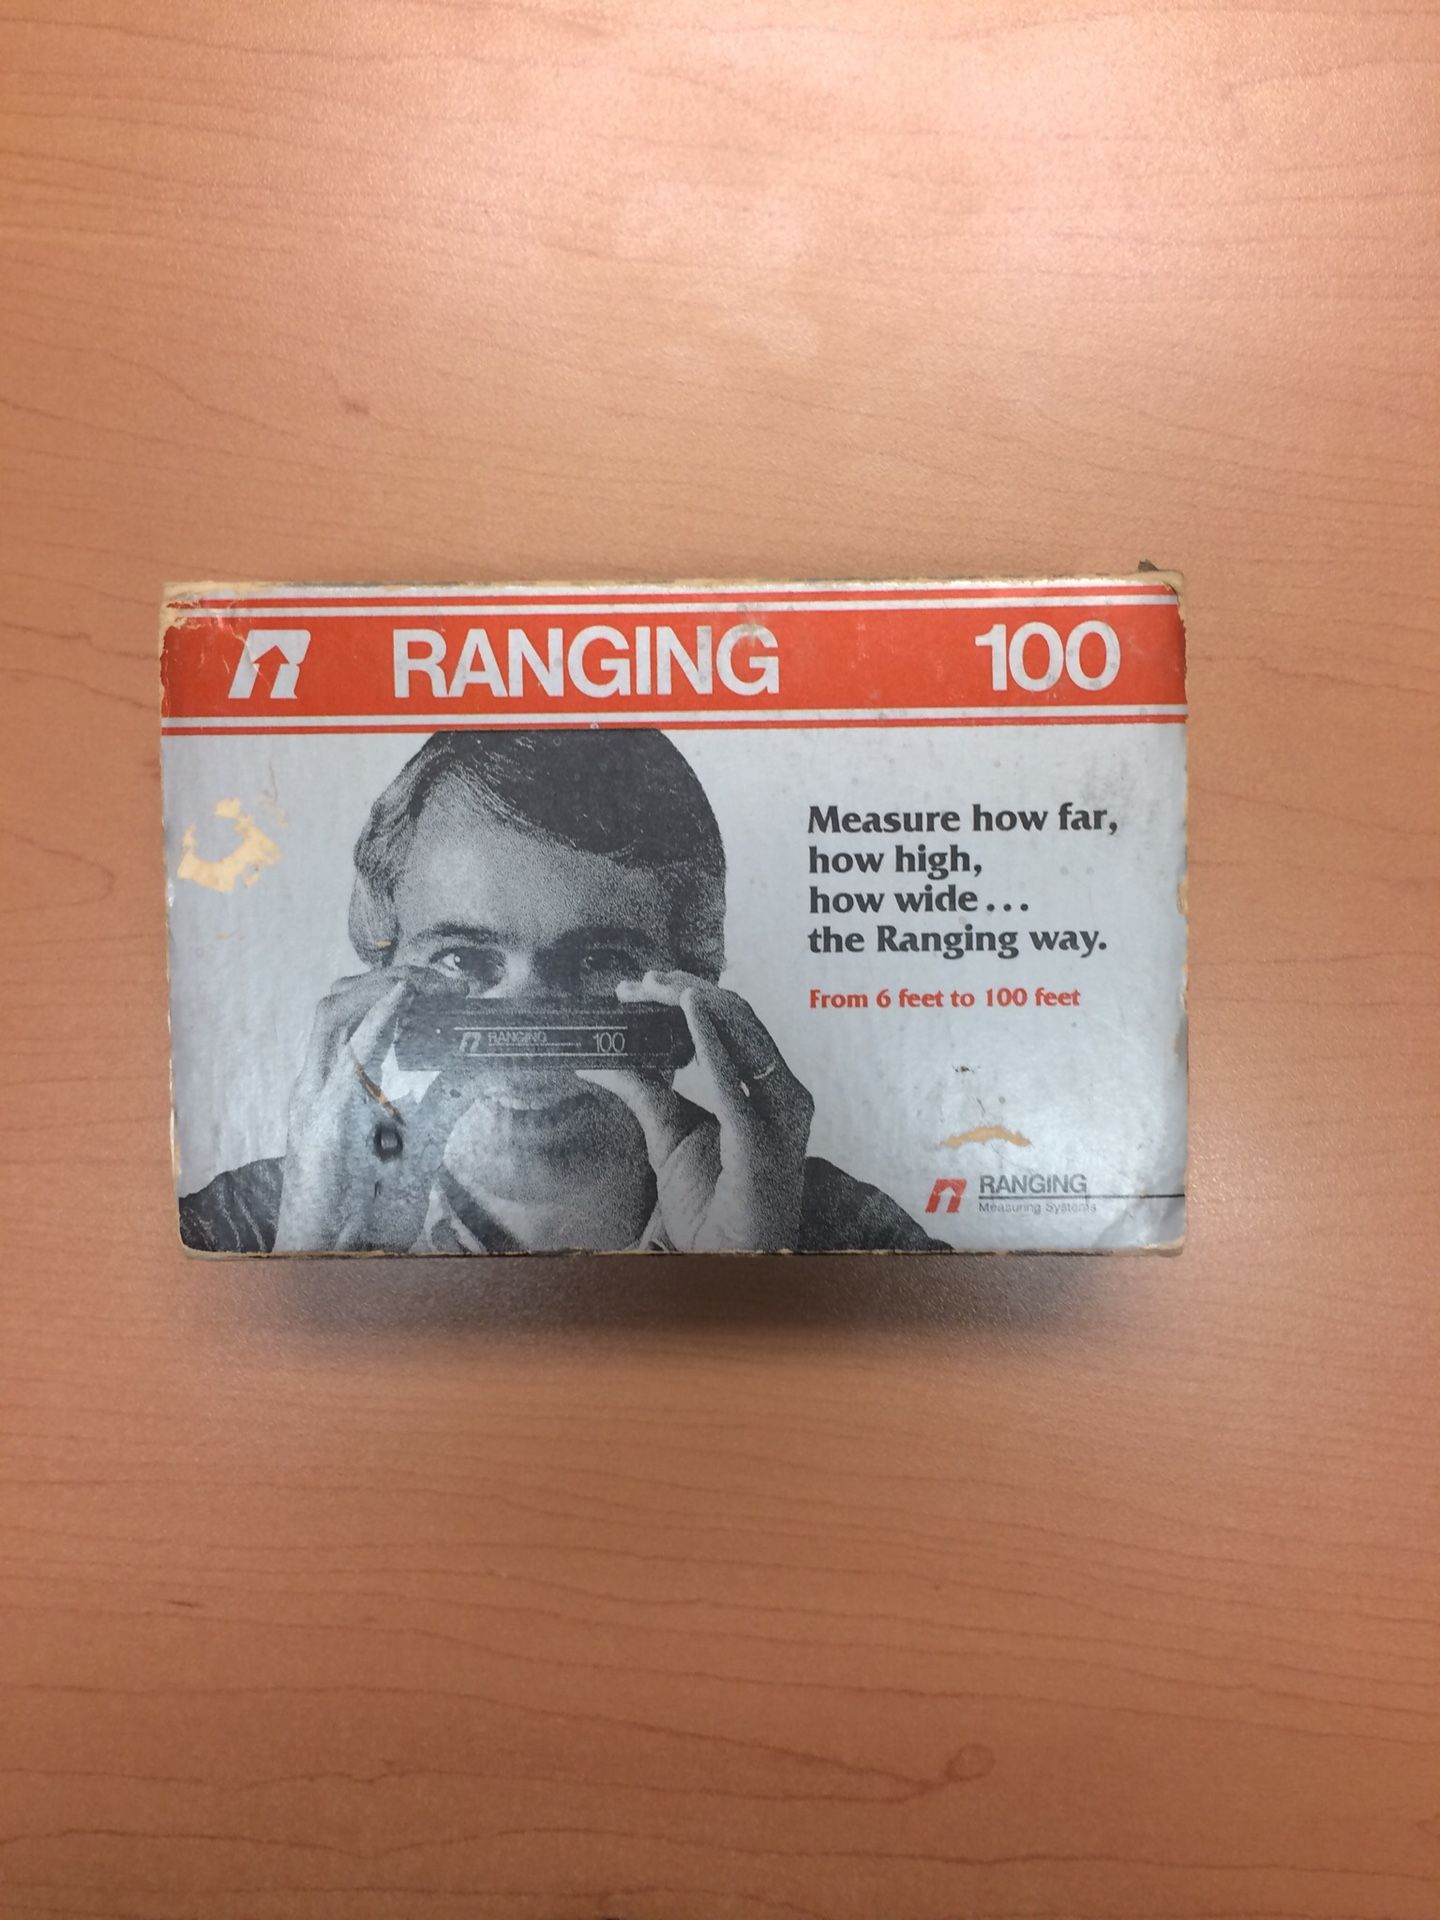 RANGING 100
Measure how far,
how high,
how wide...
the Ranging way.
From 6 feet to 100 feet
RANGING 100
RANGING
Measuring Systems